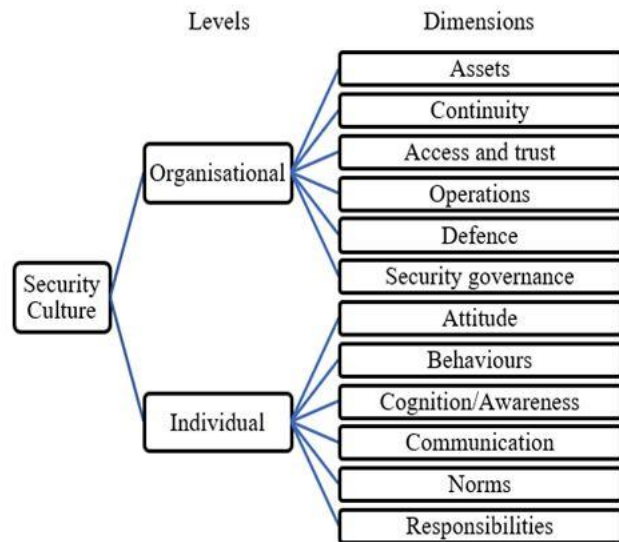 Levels
Dimensions
Security
Culture
Organisational
Individual
Assets
Continuity
Access and trust
Operations
Defence
Security governance
Attitude
Behaviours
Cognition/Awareness
Communication
Norms
Responsibilities